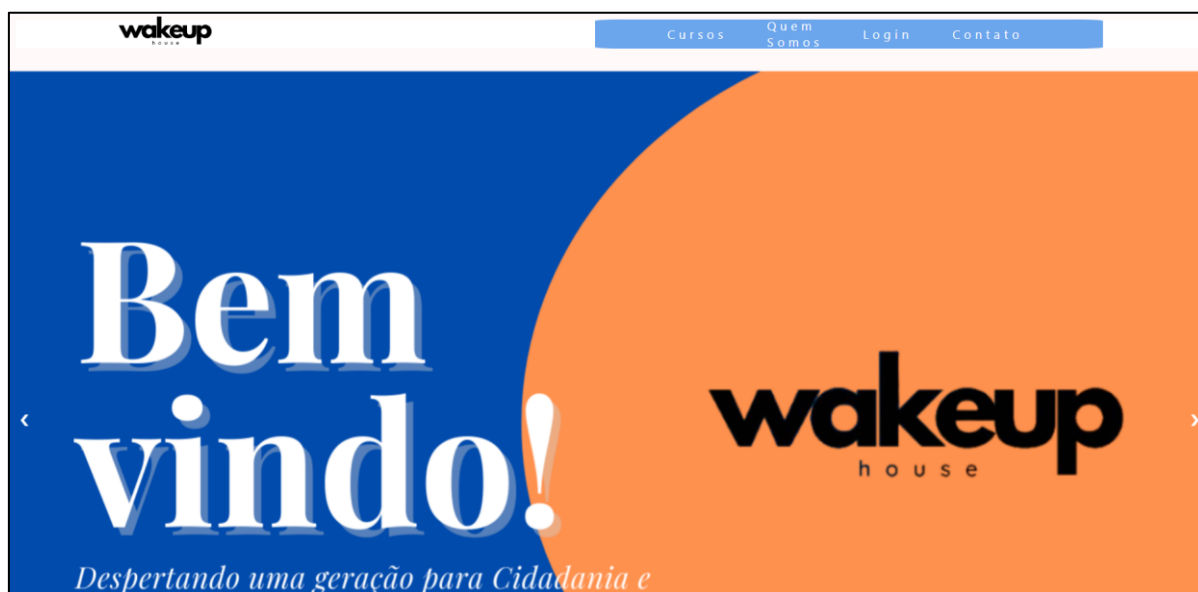 wakeup
house
Cursos
Quem
Somos
Login
Contato
Bem
vindo!
wakeup
house
Despertando uma geração para Cidadania e